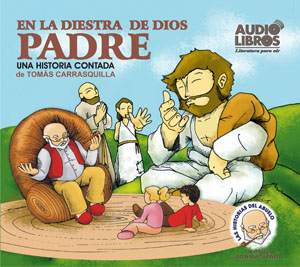 EN LA DIESTRA DE DIOS
PADRE
UNA HISTORIA CONTADA
de TOMÁS CARRASQUILLA
AUDIO
LIBROS
Literatura para oír
LAS HISTORIAS DEL ABUELO